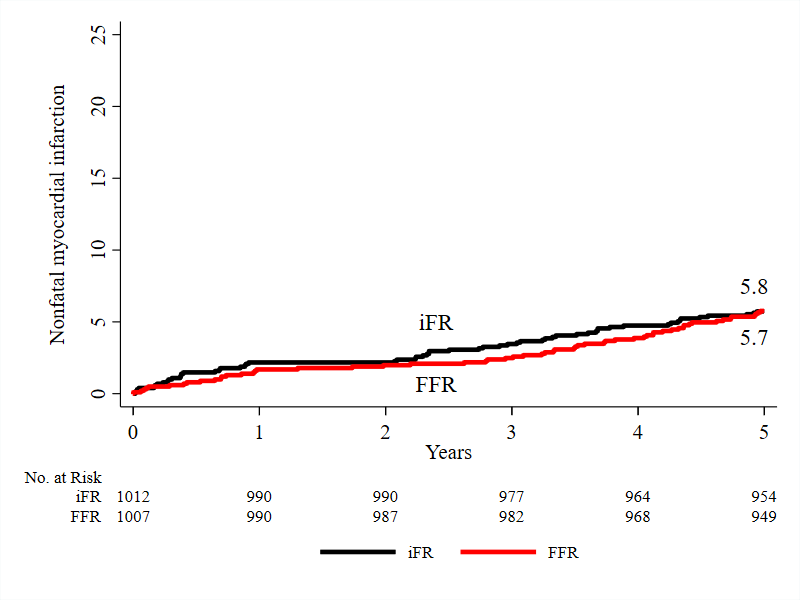 Nonfatal myocardial infarction
25
20
15
10
5
0
5.8
iFR
5.7
FFR
0 1 2 3 4 5
Years
No. at Risk
iFR 1012 990 990 977 964 954
FFR 1007 990 987 982 968 949
iFR FFR